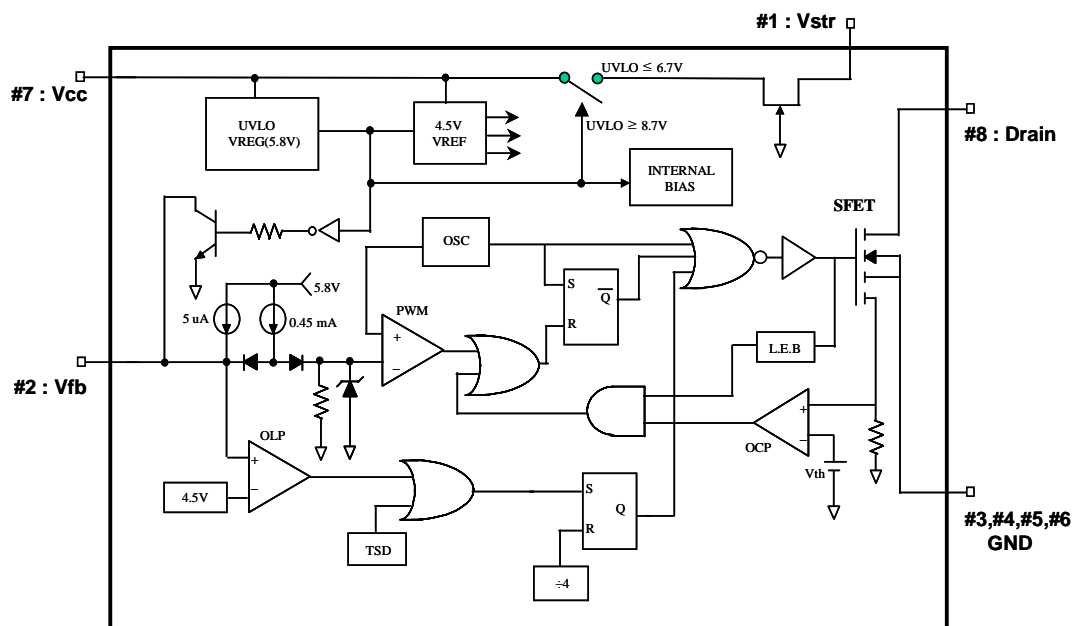 #1 : Vstr
UVLO ≤ 6.7V
#7 : Vcc
UVLO
VREG(5.8V)
4.5V
VREF
UVLO ≥ 8.7V
#8 : Drain
INTERNAL
BIAS
SFET
OSC
S
Q
R
5.8V
5 uA
0.45 mA
PWM
+
–
L.E.B
#2 : Vfb
OLP
+
–
4.5V
+
–
OCP
Vth
TSD
S
Q
R
÷4
#3,#4,#5,#6
GND